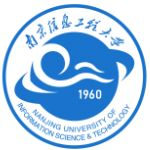 南京信息工程大学
1960
NANJING UNIVERSITY OF
INFORMATION SCIENCE & TECHNOLOGY